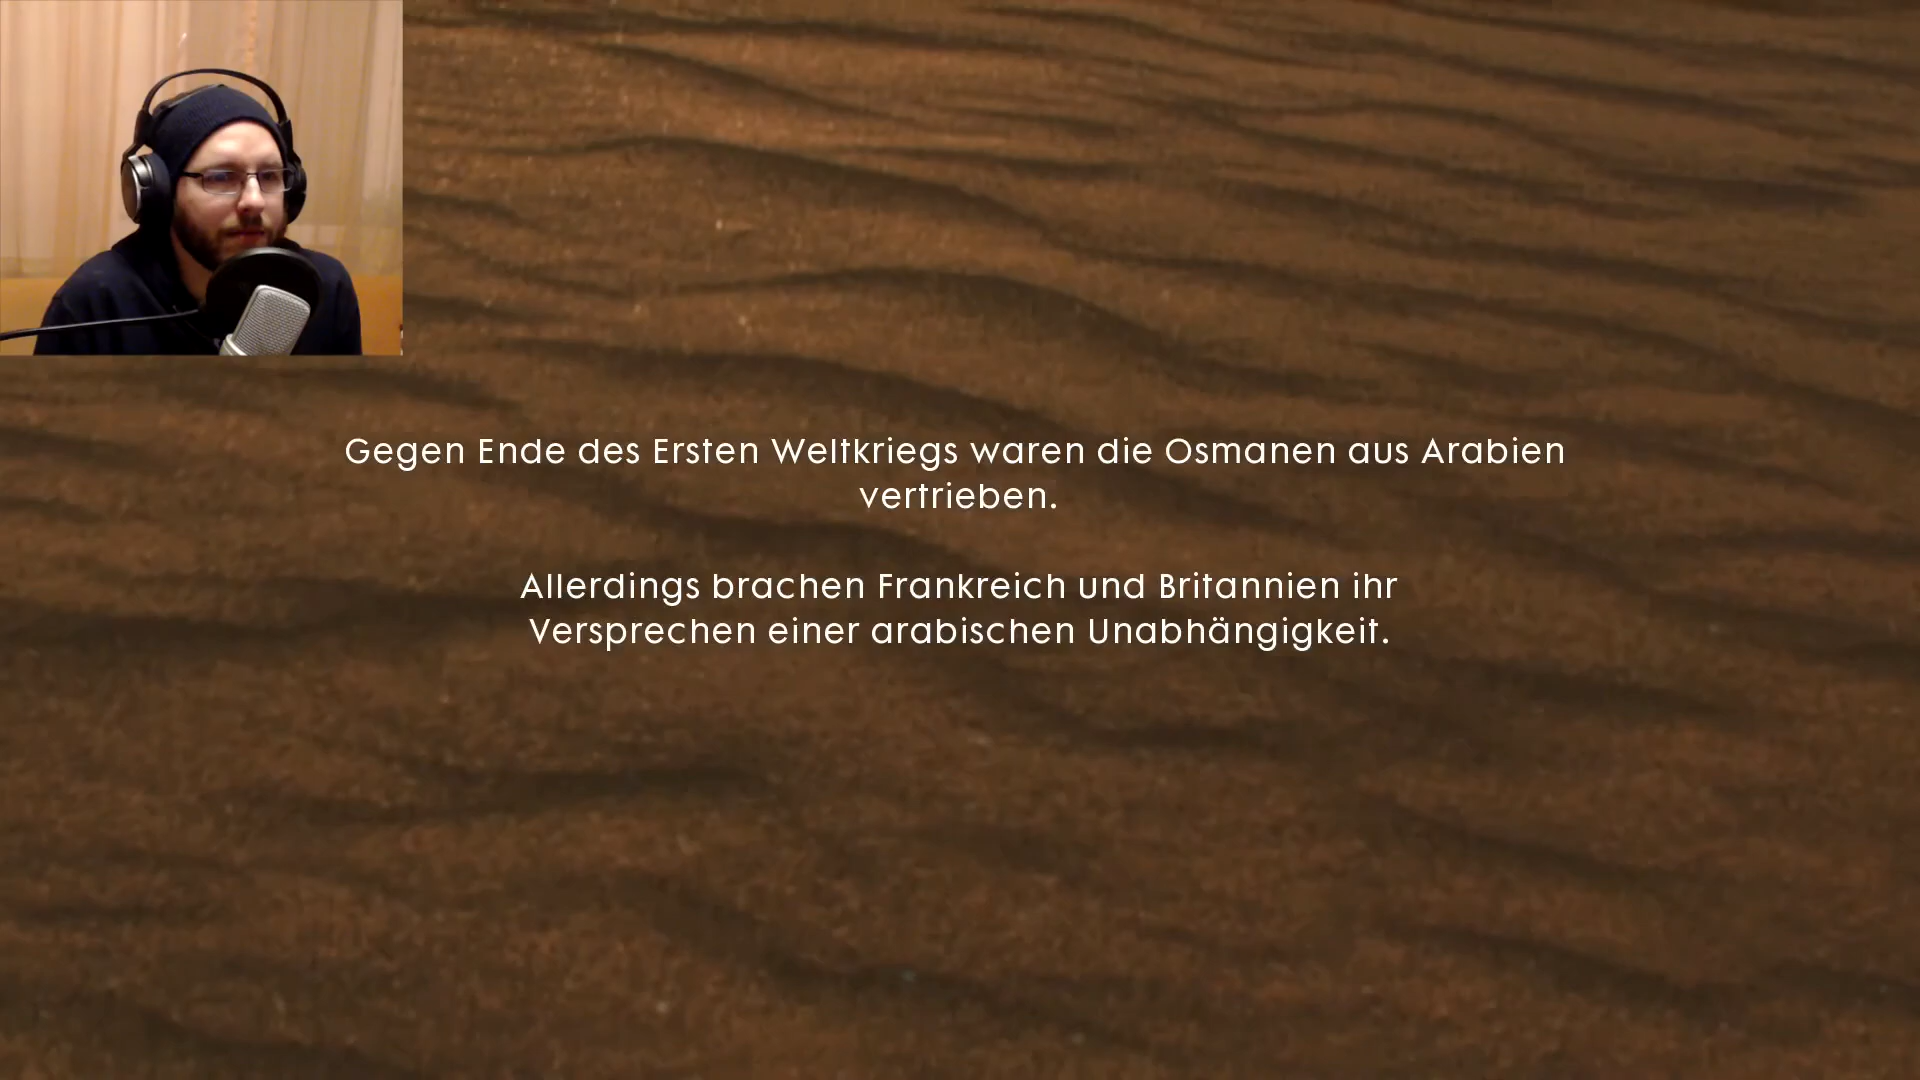 Gegen Ende des Ersten Weltkriegs waren die Osmanen aus Arabien
vertrieben.
Allerdings brachen Frankreich und Britannien ihr
Versprechen einer arabischen Unabhängigkeit.